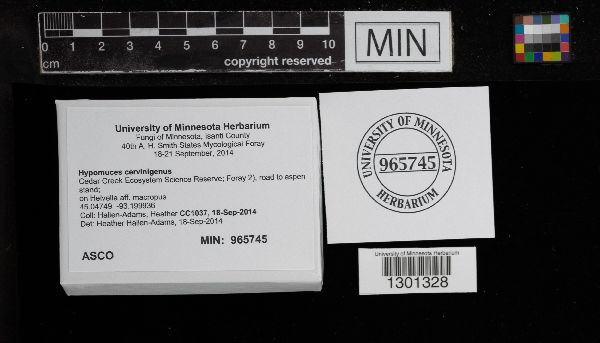 0 1 2 3 4 5 6 7 8 9 10
cm
copyright reserved
MIN
University of Minnesota Herbarium
Fungi of Minnesota, Isanti County
40th A. H. Smith States Mycological Foray
18-21 September, 2014
Hypomyces cervinigenus
Cedar Creek Ecosystem Science Reserve; Foray 2), road to aspen
stand;
on Helvella aff. macropus
45.04749 -93.199936
Coll: Hallen-Adams, Heather CC1037, 18-Sep-2014
Det: Heather Hallen-Adams, 18-Sep-2014
MIN: 965745
ASCO
UNIVERSITY OF MINNESOTA
965745
HERBARIUM
University of Minnesota Herbarium
1301328